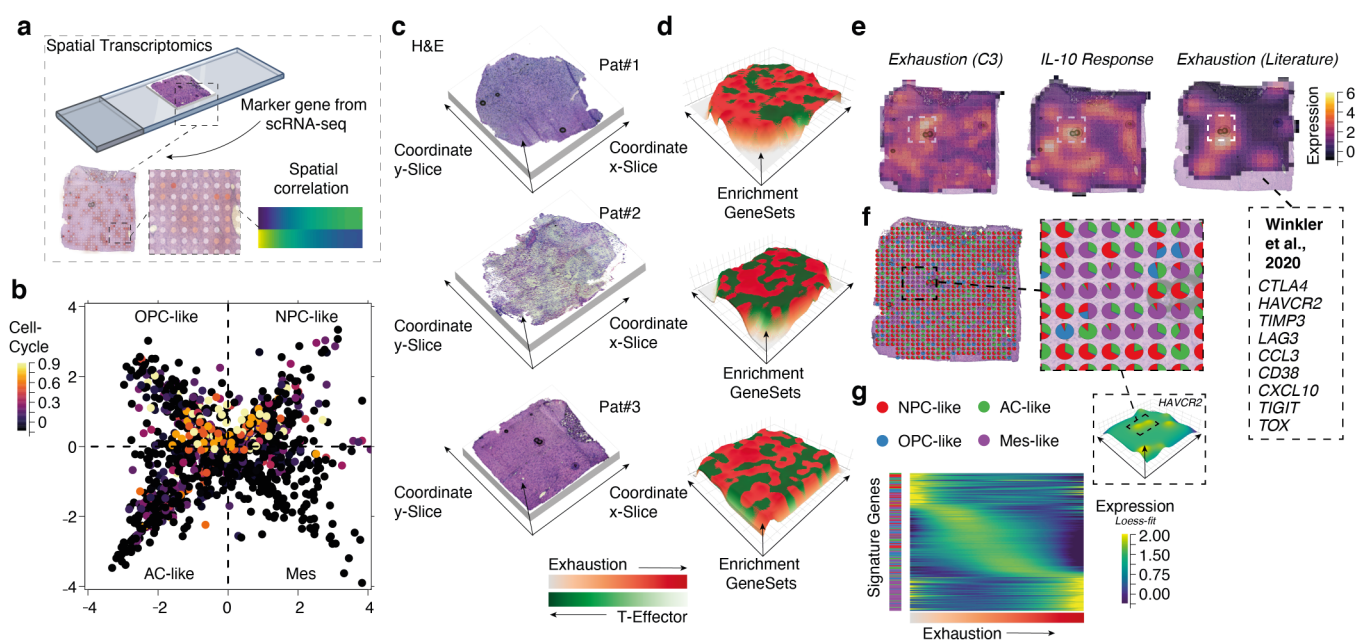 a
Spatial Transcriptomics
Marker gene from
scRNA-seq
Spatial
correlation
b
Cell-
Cycle
0.9
0.6
0.3
0
OPC-like
NPC-like
AC-like
Mes
4
2
0
-2
-4
-4
-2
0
2
4
c
H&E
Pat#1
Coordinate
y-Slice
Coordinate
x-Slice
Pat#2
Coordinate
y-Slice
Coordinate
x-Slice
Pat#3
Coordinate
y-Slice
Coordinate
x-Slice
d
Enrichment
GeneSets
Enrichment
GeneSets
Enrichment
GeneSets
Exhaustion
T-Effector
e
Exhaustion (C3)
IL-10 Response
Exhaustion (Literature)
Expression
6
4
2
0
Winkler
et al.,
2020
CTLA4
HAVCR2
TIMP3
LAG3
CCL3
CD38
CXCL10
TIGIT
TOX
f
NPC-like
AC-like
OPC-like
Mes-like
g
HAVCR2
Signature Genes
Exhaustion
Expression
Loess-fit
2.00
1.50
0.75
0.00